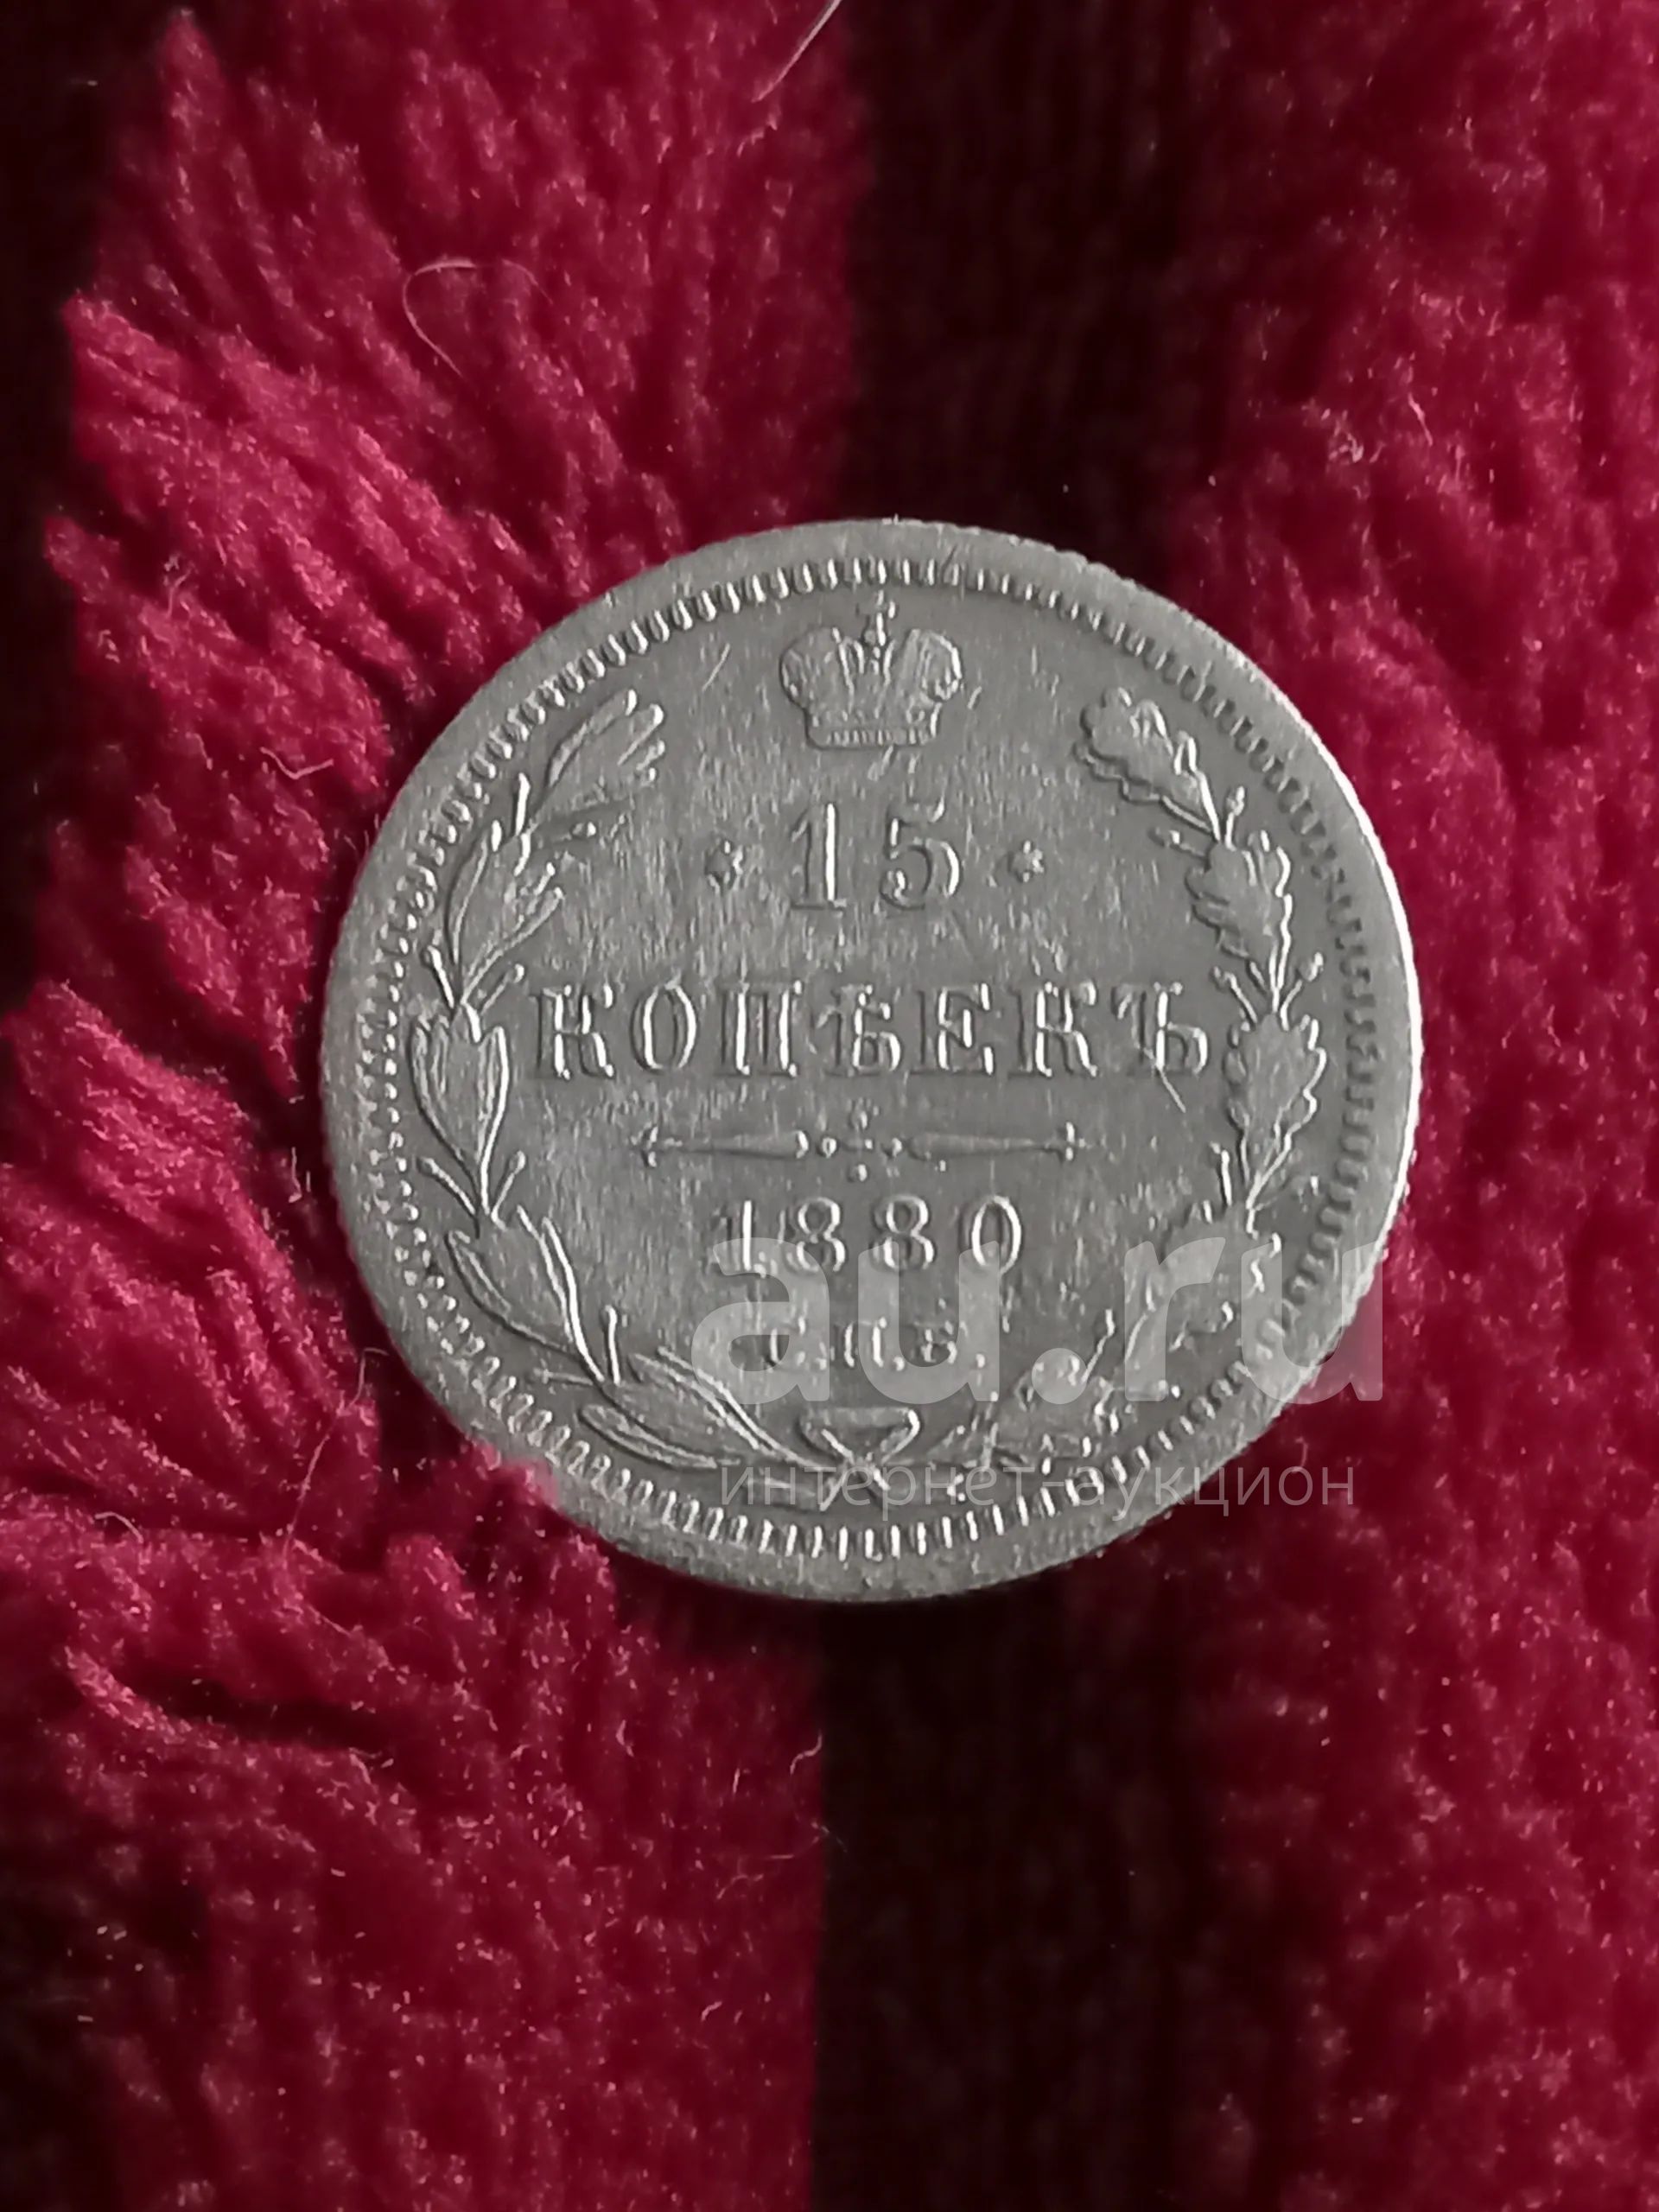 15
КОПѢЕКЪ
1880
С.П.Б.
au.ru
интернет-аукцион